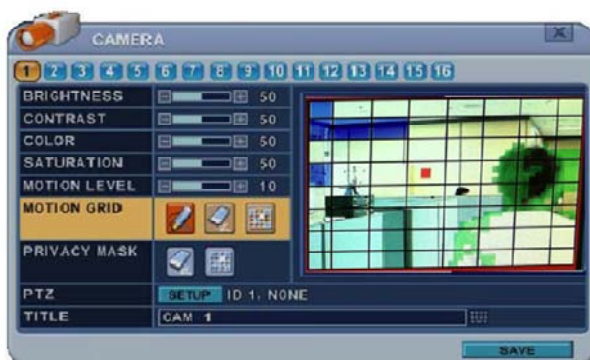 CAMERA
1 2 3 4 5 6 7 8 9 10 11 12 13 14 15 16
BRIGHTNESS 50
CONTRAST 50
COLOR 50
SATURATION 50
MOTION LEVEL 10
MOTION GRID
PRIVACY MASK
PTZ SETUP ID 1, NONE
TITLE CAM 1
SAVE